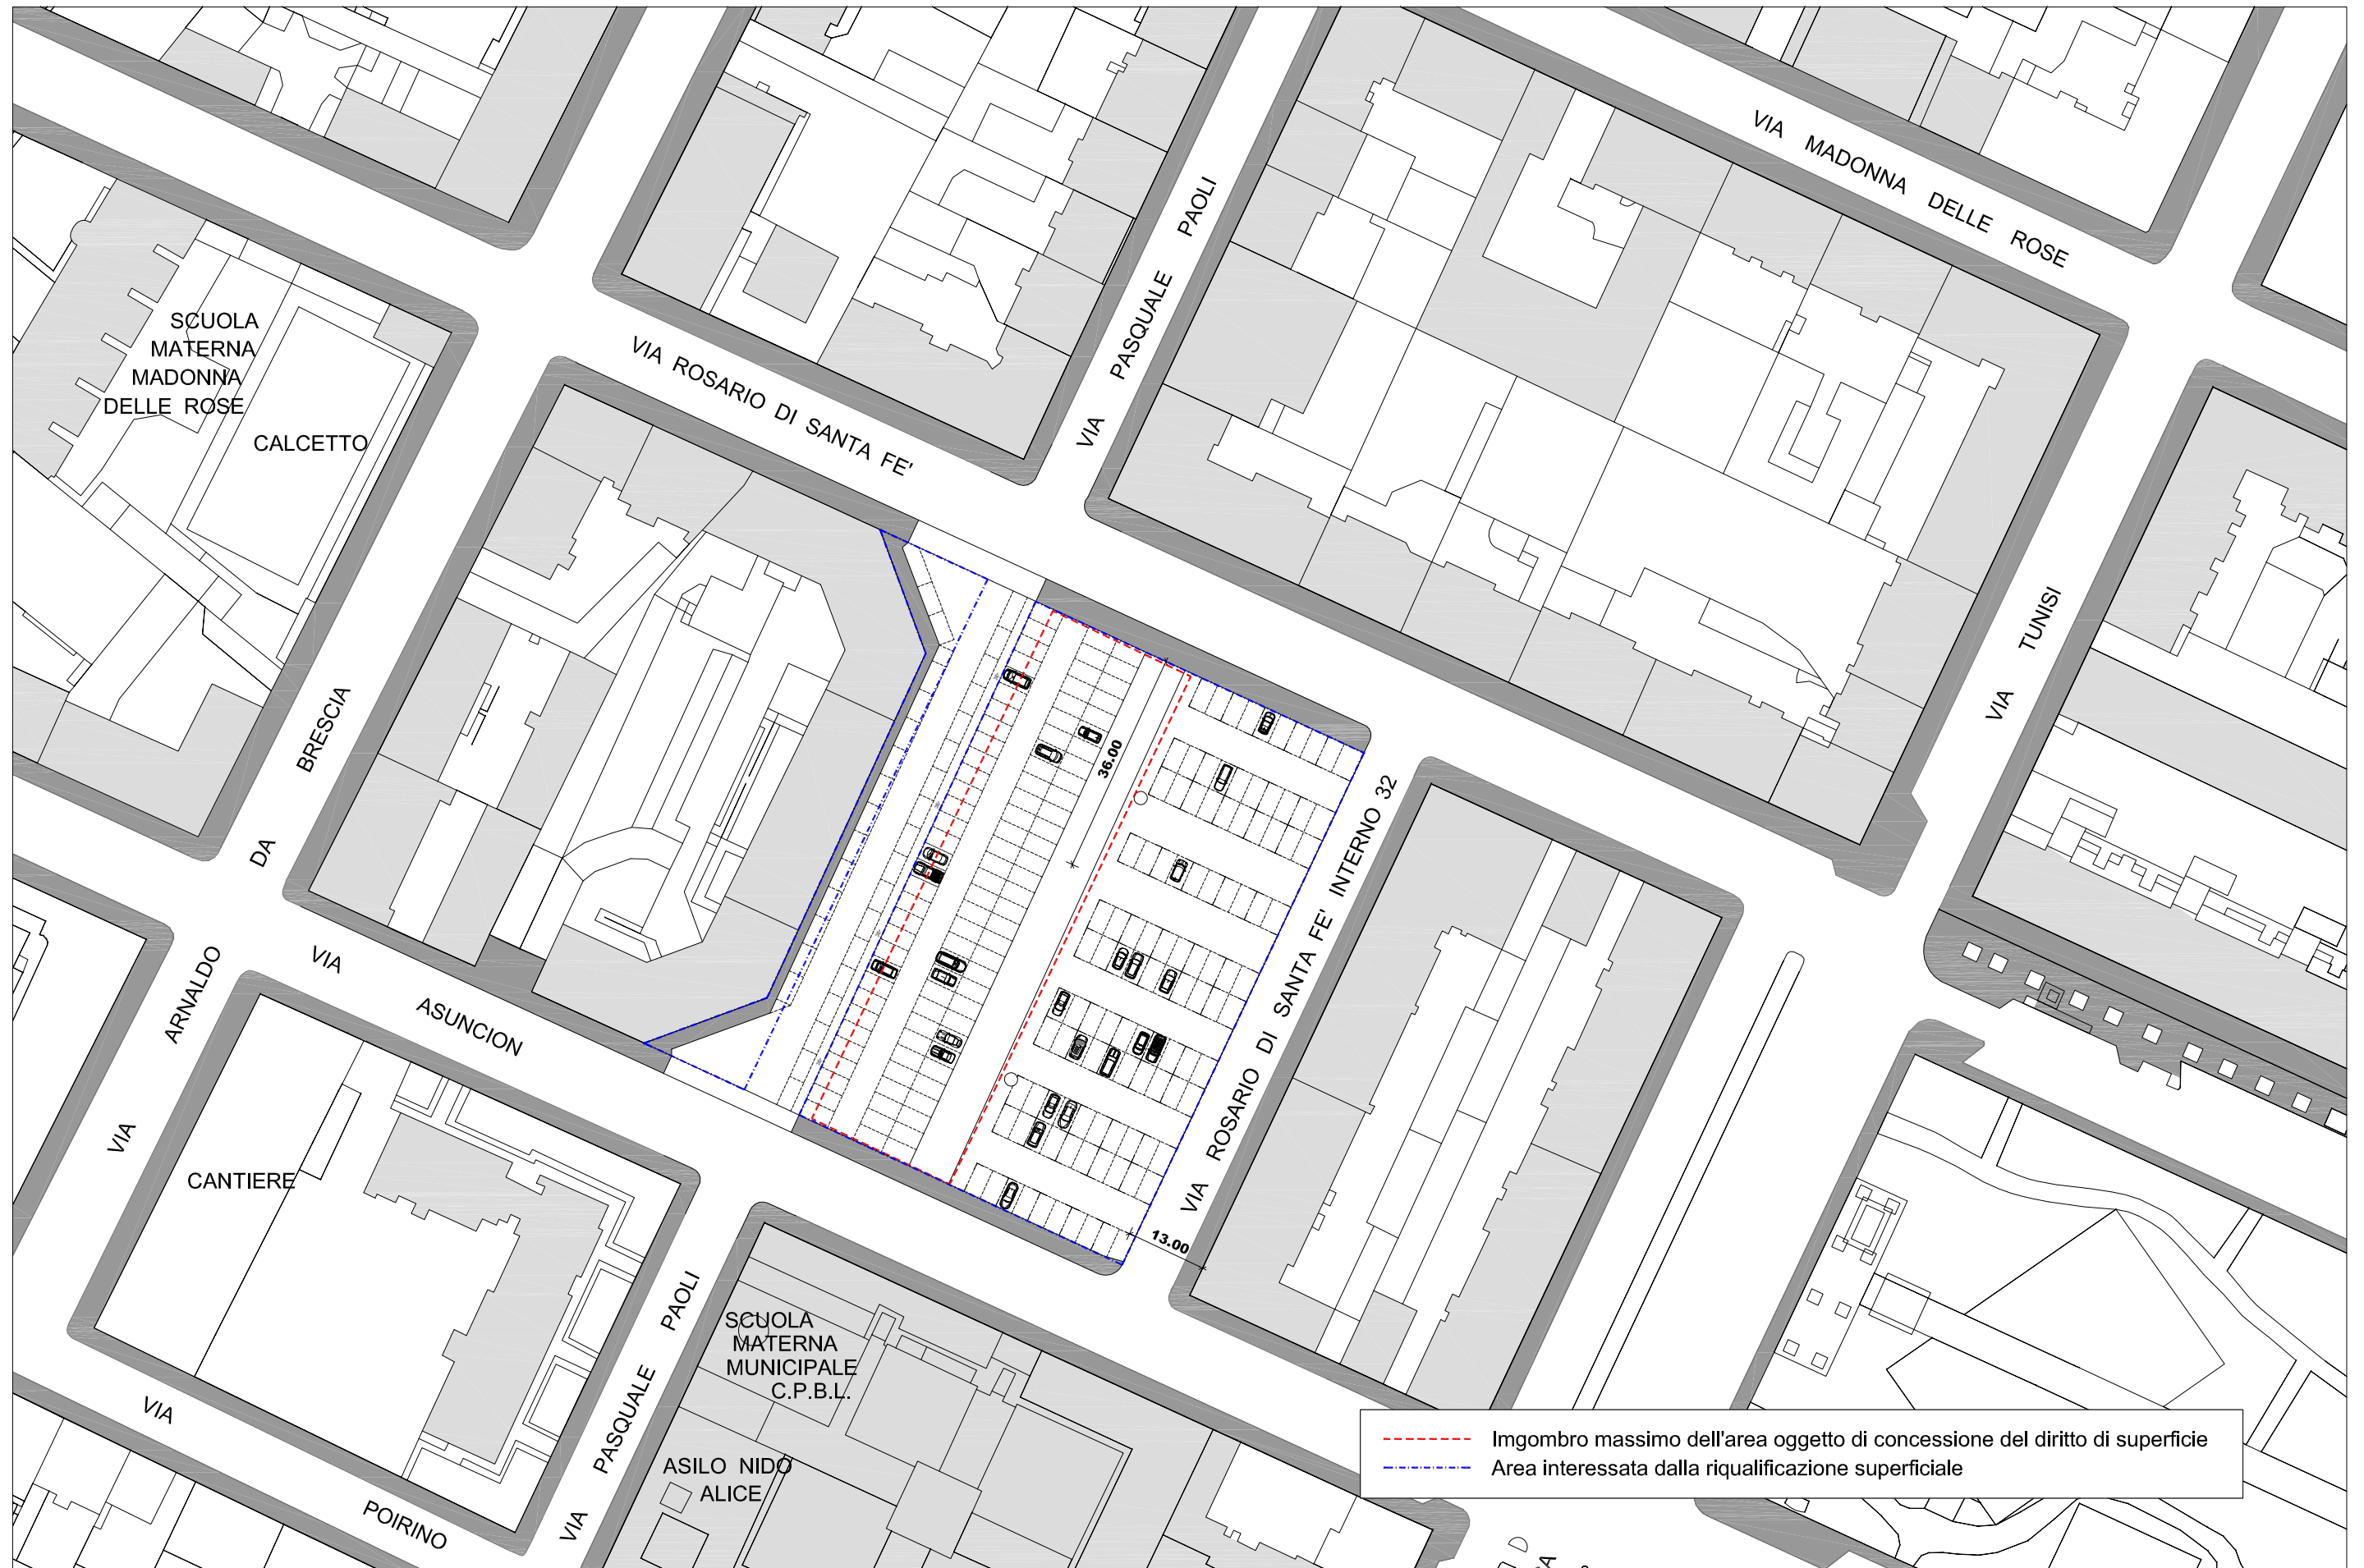 VIA MADONNA DELLE ROSE
VIA PASQUALE PAOLI
SCUOLA
MATERNA
MADONNA
DELLE ROSE
CALCETTO
VIA ROSARIO DI SANTA FE'
VIA TUNISI
VIA ARNALDO DA BRESCIA
36.00
VIA ROSARIO DI SANTA FE' INTERNO 32
VIA ASUNCION
CANTIERE
13.00
VIA PASQUALE PAOLI
SCUOLA
MATERNA
MUNICIPALE
C.P.B.L.
ASILO NIDO
ALICE
VIA POIRINO
Imgombro massimo dell'area oggetto di concessione del diritto di superficie
Area interessata dalla riqualificazione superficiale